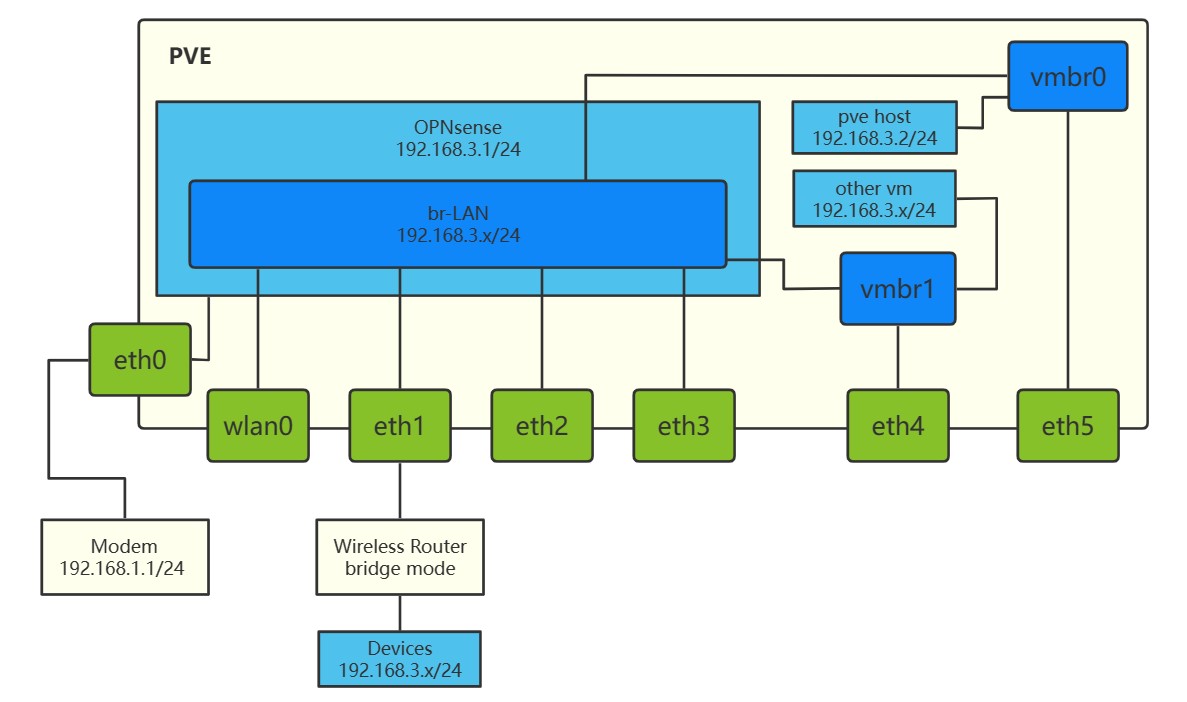 PVE
vmbr0
pve host
192.168.3.2/24
OPNsense
192.168.3.1/24
other vm
192.168.3.x/24
br-LAN
192.168.3.x/24
vmbr1
eth0
wlan0
eth1
eth2
eth3
eth4
eth5
Modem
192.168.1.1/24
Wireless Router
bridge mode
Devices
192.168.3.x/24